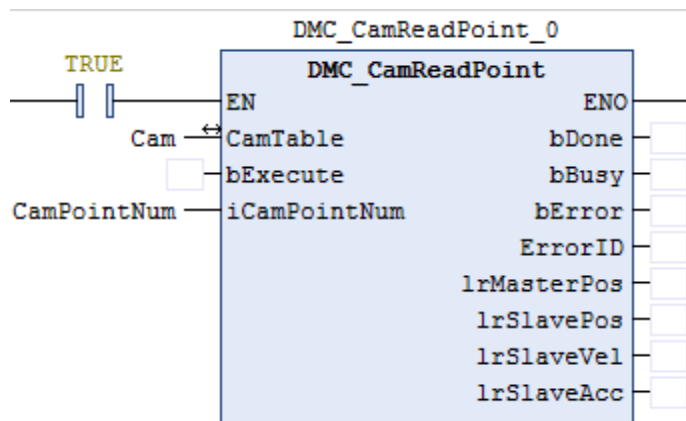 DMC_CamReadPoint_0
TRUE
DMC_CamReadPoint
EN ENO
Cam CamTable bDone
bExecute bBusy
CamPointNum iCamPointNum bError
ErrorID
lrMasterPos
lrSlavePos
lrSlaveVel
lrSlaveAcc